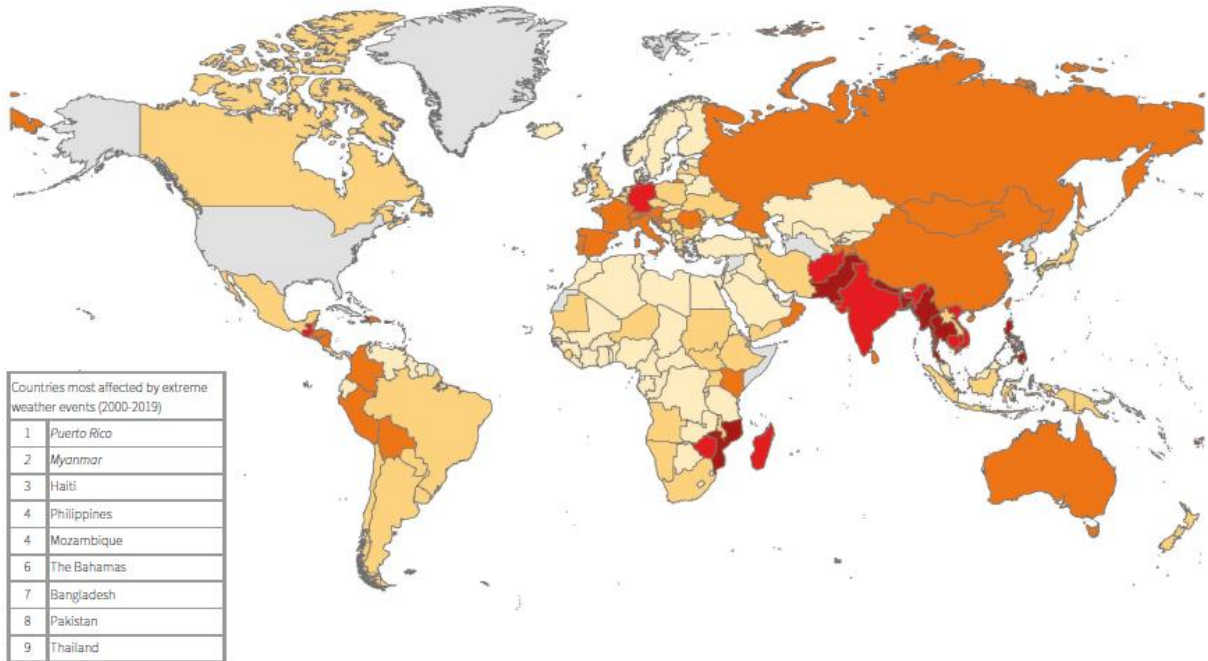 Countries most affected by extreme
weather events (2000-2019)
1 Puerto Rico
2 Myanmar
3 Haiti
4 Philippines
4 Mozambique
6 The Bahamas
7 Bangladesh
8 Pakistan
9 Thailand